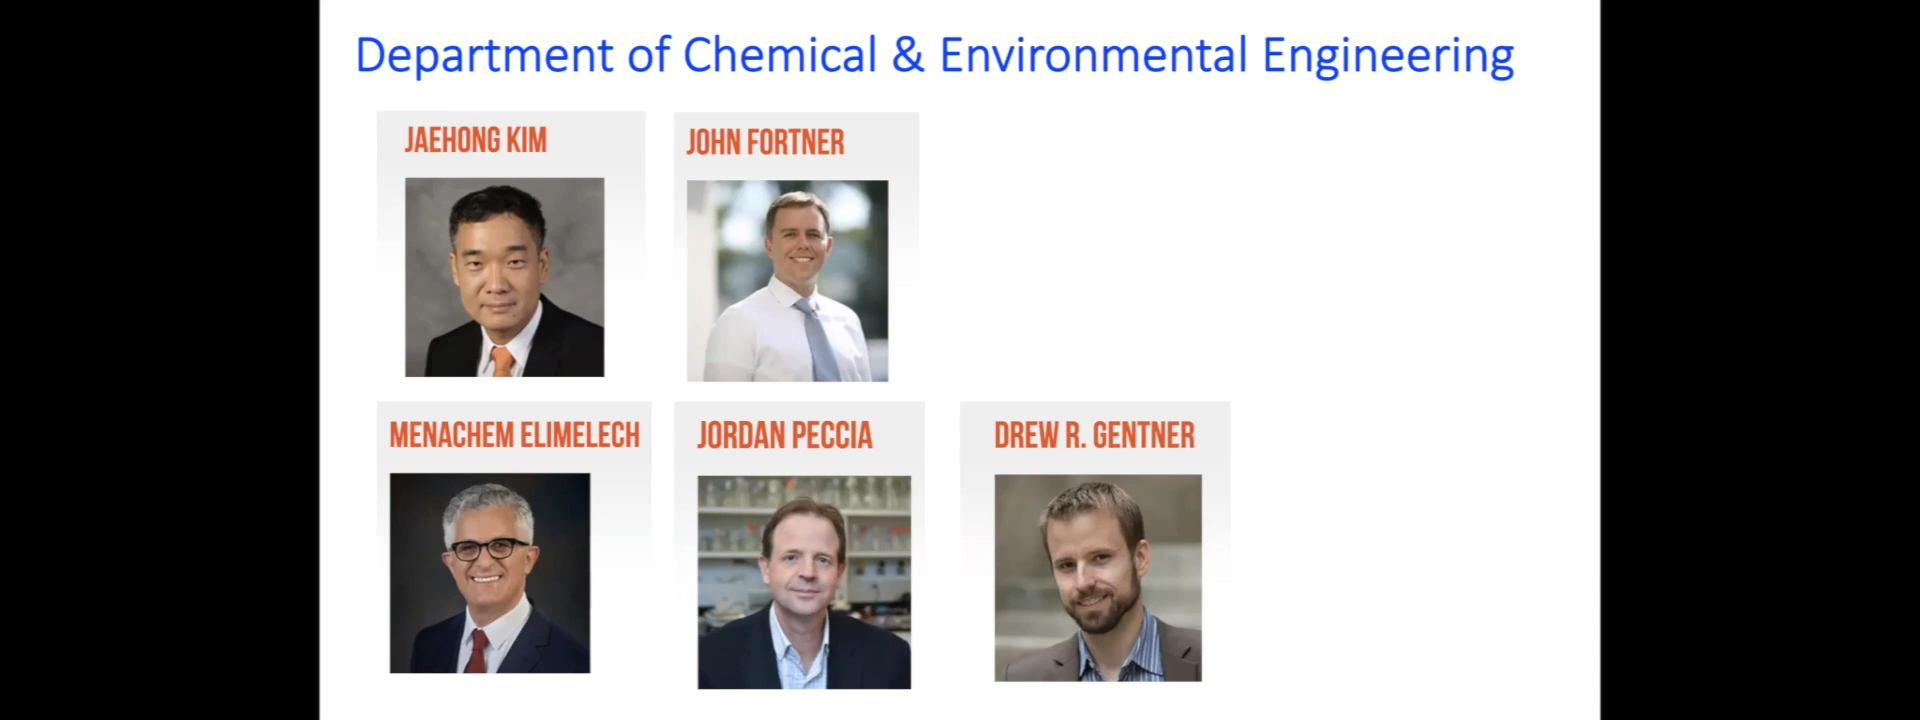 Department of Chemical & Environmental Engineering
JAEHONG KIM
JOHN FORTNER
MENACHEM ELIMELECH
JORDAN PECCIA
DREW R. GENTNER